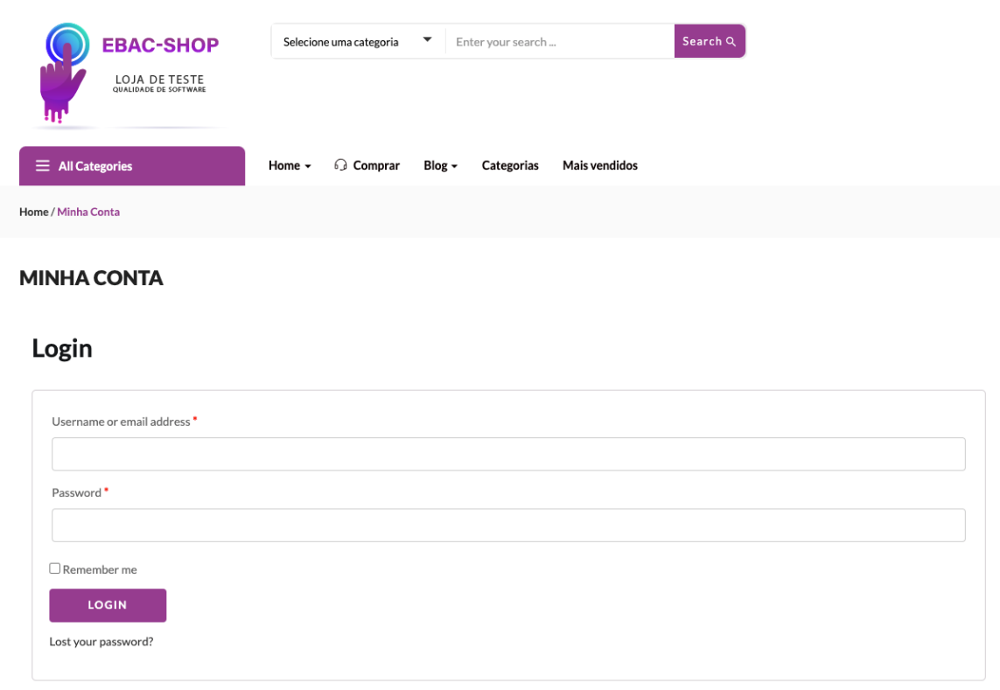 EBAC-SHOP
LOJA DE TESTE
QUALIDADE DE SOFTWARE
Selecione uma categoria
Enter your search ...
Search
All Categories
Home
Comprar
Blog
Categorias
Mais vendidos
Home / Minha Conta
MINHA CONTA
Login
Username or email address *
Password *
Remember me
LOGIN
Lost your password?